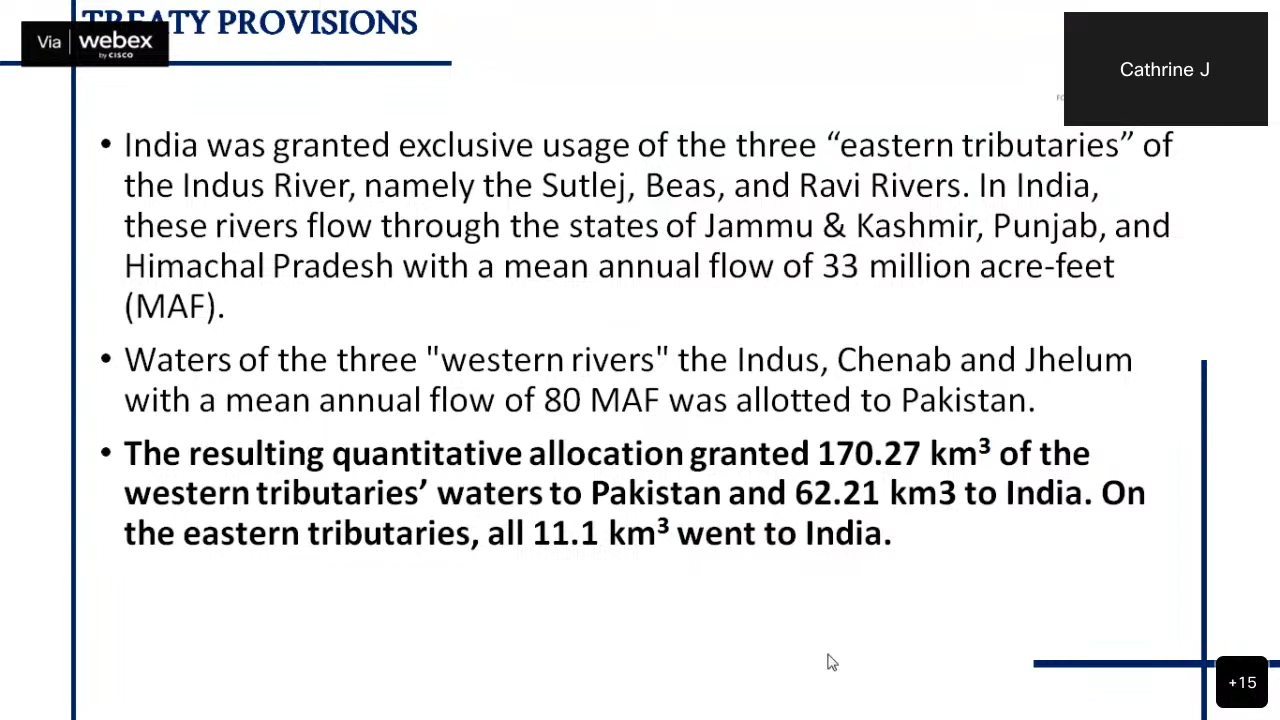 TREATY PROVISIONS
Via webex
by CISCO
Cathrine J
• India was granted exclusive usage of the three “eastern tributaries” of
the Indus River, namely the Sutlej, Beas, and Ravi Rivers. In India,
these rivers flow through the states of Jammu & Kashmir, Punjab, and
Himachal Pradesh with a mean annual flow of 33 million acre-feet
(MAF).
• Waters of the three "western rivers" the Indus, Chenab and Jhelum
with a mean annual flow of 80 MAF was allotted to Pakistan.
• The resulting quantitative allocation granted 170.27 km³ of the
western tributaries’ waters to Pakistan and 62.21 km3 to India. On
the eastern tributaries, all 11.1 km³ went to India.
+15